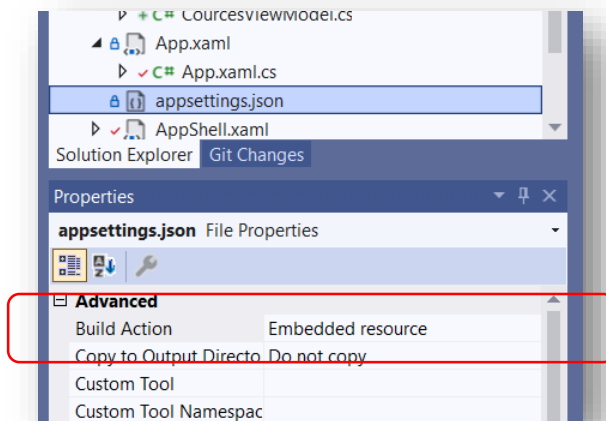 + C# CourcesViewModel.cs
App.xaml
C# App.xaml.cs
appsettings.json
AppShell.xaml
Solution Explorer Git Changes
Properties
appsettings.json File Properties
Advanced
Build Action Embedded resource
Copy to Output Directo Do not copy
Custom Tool
Custom Tool Namespac